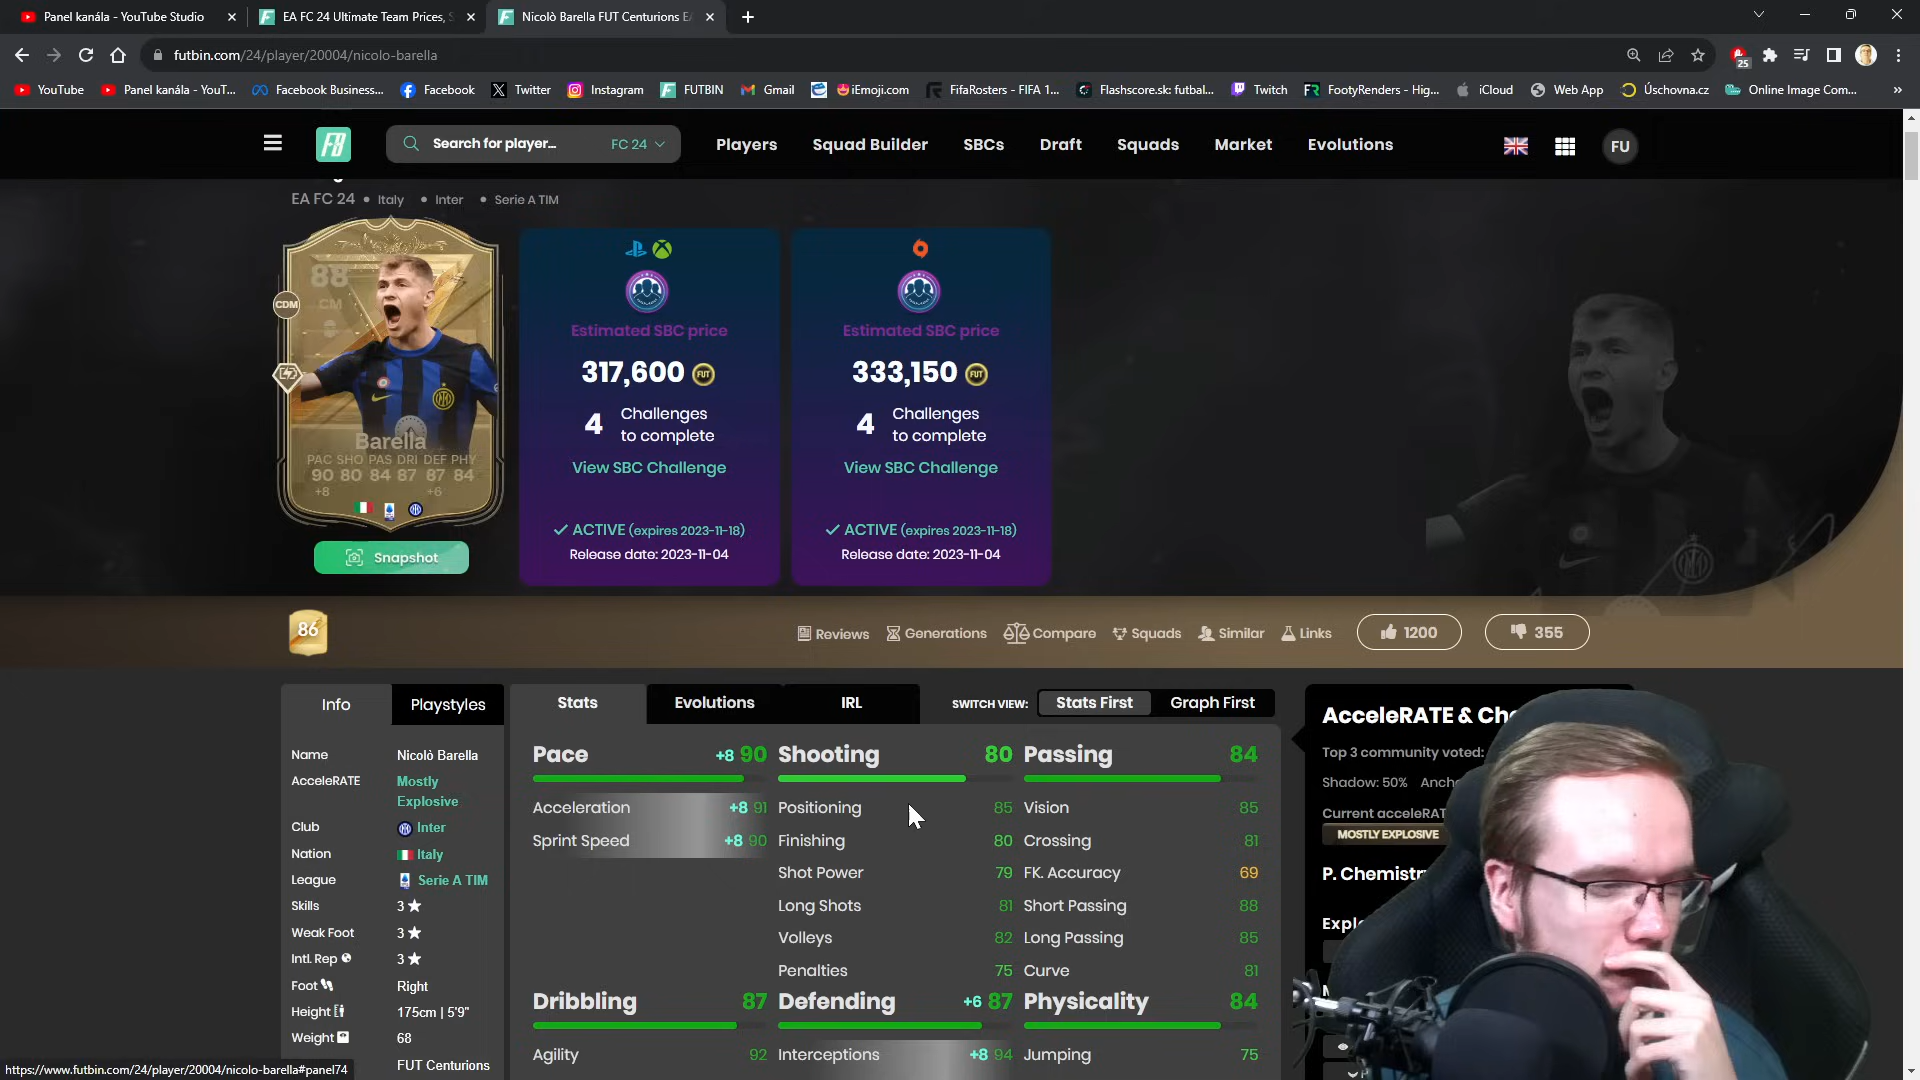 Panel kanála - YouTube Studio
EA FC 24 Ultimate Team Prices, S
Nicolò Barella FUT Centurions EA
futbin.com/24/player/20004/nicolo-barella
25
YouTube
Panel kanála - YouT...
Facebook Business...
Facebook
Twitter
Instagram
FUTBIN
Gmail
iEmoji.com
FifaRosters - FIFA 1...
Flashscore.sk: futbal...
Twitch
FootyRenders - Hig...
iCloud
Web App
Úschovna.cz
Online Image Com...
FB
Search for player...
FC 24
Players
Squad Builder
SBCs
Draft
Squads
Market
Evolutions
FU
EA FC 24 • Italy • Inter • Serie A TIM
88
CM
CDM
Barella
PAC SHO PAS DRI DEF PHY
90 80 84 87 87 84
+8 +6
Snapshot
Estimated SBC price
317,600
FUT
4
Challenges
to complete
View SBC Challenge
ACTIVE (expires 2023-11-18)
Release date: 2023-11-04
Estimated SBC price
333,150
FUT
4
Challenges
to complete
View SBC Challenge
ACTIVE (expires 2023-11-18)
Release date: 2023-11-04
86
Reviews
Generations
Compare
Squads
Similar
Links
1200
355
Info
Playstyles
Name Nicolò Barella
AcceleRATE Mostly
Explosive
Club Inter
Nation Italy
League Serie A TIM
Skills 3
Weak Foot 3
Intl. Rep 3
Foot Right
Height 175cm | 5'9"
Weight 68
FUT Centurions
Stats
Evolutions
IRL
SWITCH VIEW:
Stats First
Graph First
Pace +8 90
Acceleration +8 91
Sprint Speed +8 90
Shooting 80
Positioning 85
Finishing 80
Shot Power 79
Long Shots 81
Volleys 82
Penalties 75
Passing 84
Vision 85
Crossing 81
FK. Accuracy 69
Short Passing 88
Long Passing 85
Curve 81
Dribbling 87
Agility 92
Defending +6 87
Interceptions +8 94
Physicality 84
Jumping 75
AcceleRATE &
Top 3 community voted:
Shadow: 50%
Current
MOSTLY EXPLOSIVE
https://www.futbin.com/24/player/20004/nicolo-barella#panel74